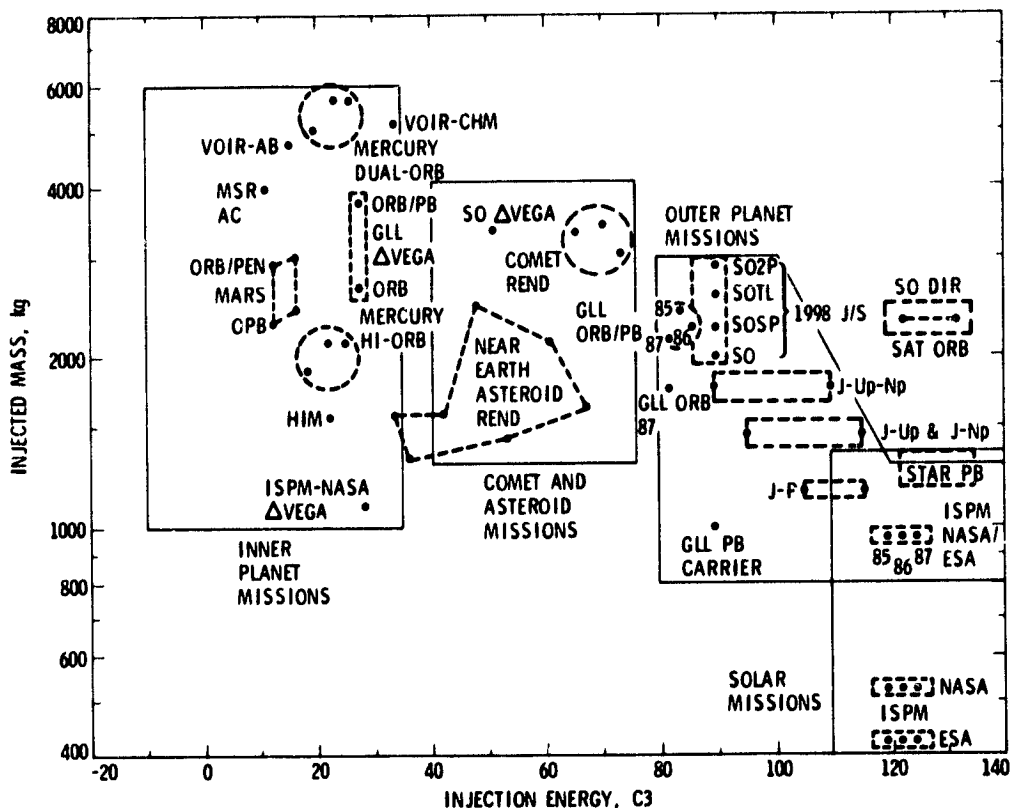 8000
6000
4000
2000
1000
800
600
400
INJECTED MASS, kg
-20 0 20 40 60 80 100 120 140
INJECTION ENERGY, C3
VOIR-CHM
VOIR-AB
MERCURY
DUAL-ORB
MSR
AC
ORB/PB
GLL
ΔVEGA
ORB
ORB/PEN
MARS
OPB
MERCURY
HI-ORB
HIM
ISPM-NASA
ΔVEGA
INNER
PLANET
MISSIONS
SO ΔVEGA
COMET
REND
NEAR
EARTH
ASTEROID
REND
COMET AND
ASTEROID
MISSIONS
OUTER PLANET
MISSIONS
GLL
ORB/PB
85
86
87
SO2P
SOTL
SOSP
SO
1998 J/S
SO DIR
SAT ORB
GLL ORB
87
J-Up-Np
J-Up & J-Np
STAR PB
GLL PB
CARRIER
ISPM
NASA/
ESA
85 86 87
SOLAR
MISSIONS
NASA
ISPM
ESA